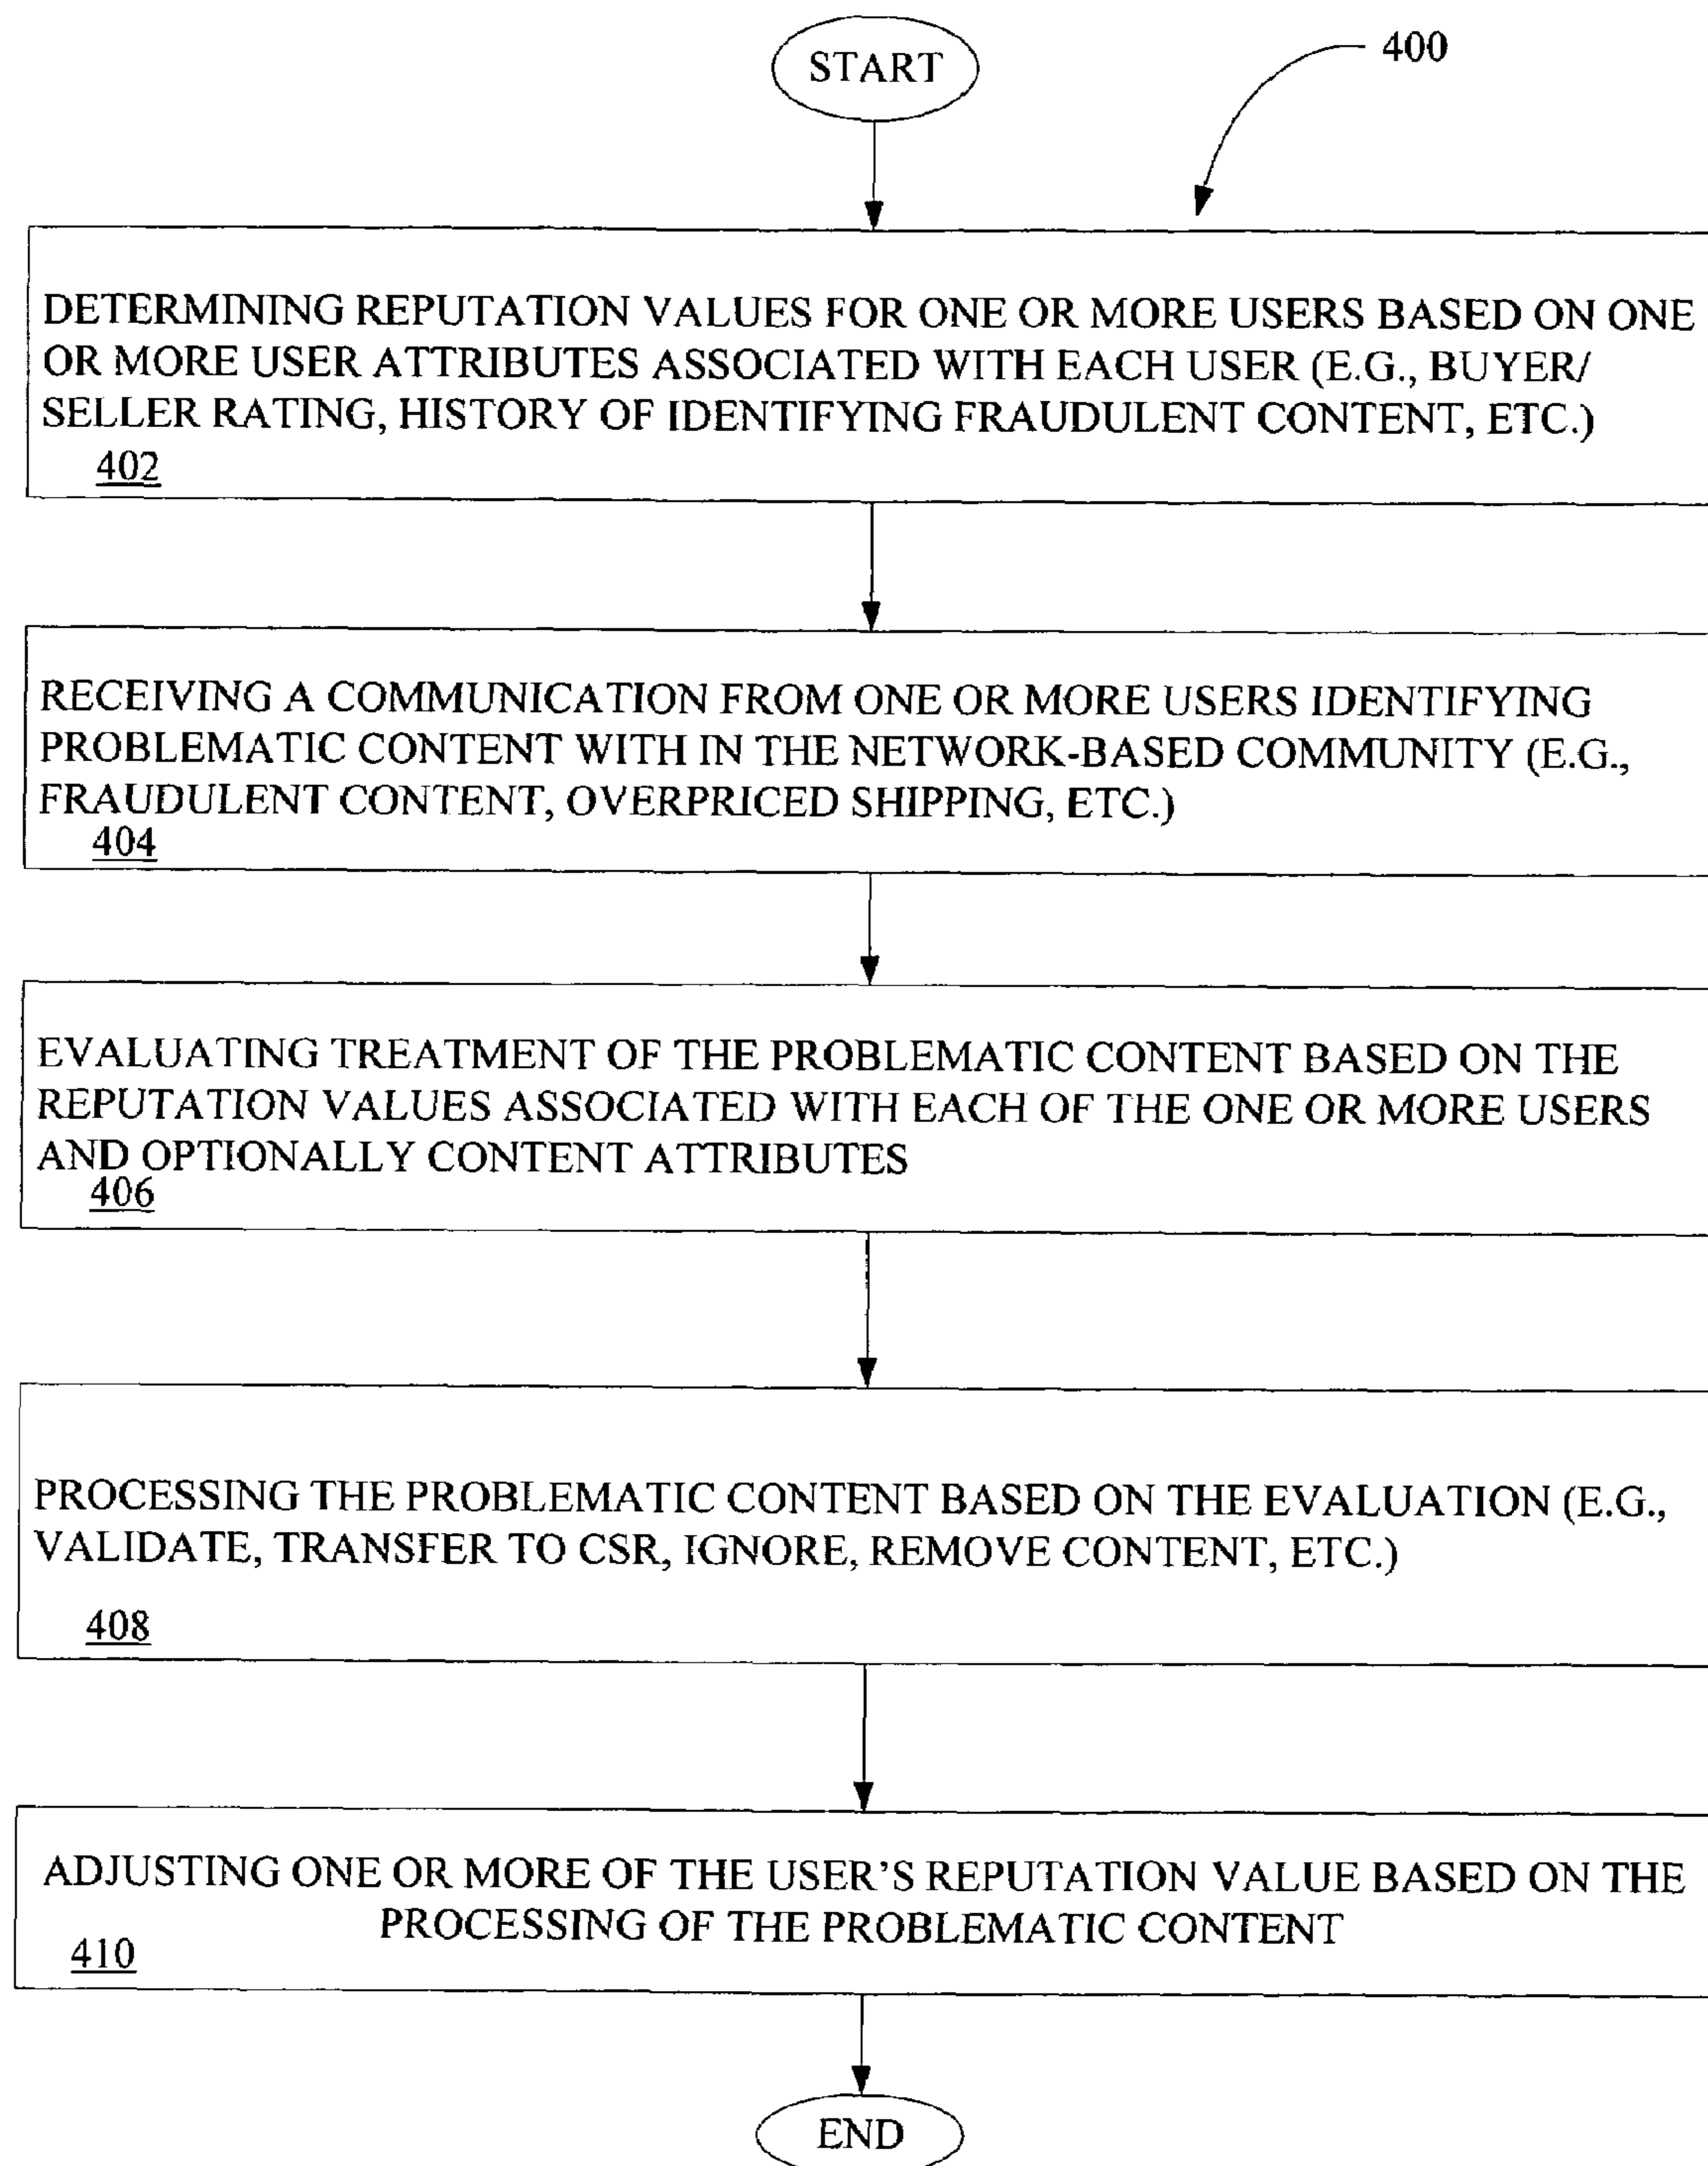 START
400
DETERMINING REPUTATION VALUES FOR ONE OR MORE USERS BASED ON ONE
OR MORE USER ATTRIBUTES ASSOCIATED WITH EACH USER (E.G., BUYER/
SELLER RATING, HISTORY OF IDENTIFYING FRAUDULENT CONTENT, ETC.)
402
RECEIVING A COMMUNICATION FROM ONE OR MORE USERS IDENTIFYING
PROBLEMATIC CONTENT WITH IN THE NETWORK-BASED COMMUNITY (E.G.,
FRAUDULENT CONTENT, OVERPRICED SHIPPING, ETC.)
404
EVALUATING TREATMENT OF THE PROBLEMATIC CONTENT BASED ON THE
REPUTATION VALUES ASSOCIATED WITH EACH OF THE ONE OR MORE USERS
AND OPTIONALLY CONTENT ATTRIBUTES
406
PROCESSING THE PROBLEMATIC CONTENT BASED ON THE EVALUATION (E.G.,
VALIDATE, TRANSFER TO CSR, IGNORE, REMOVE CONTENT, ETC.)
408
ADJUSTING ONE OR MORE OF THE USER'S REPUTATION VALUE BASED ON THE
PROCESSING OF THE PROBLEMATIC CONTENT
410
END